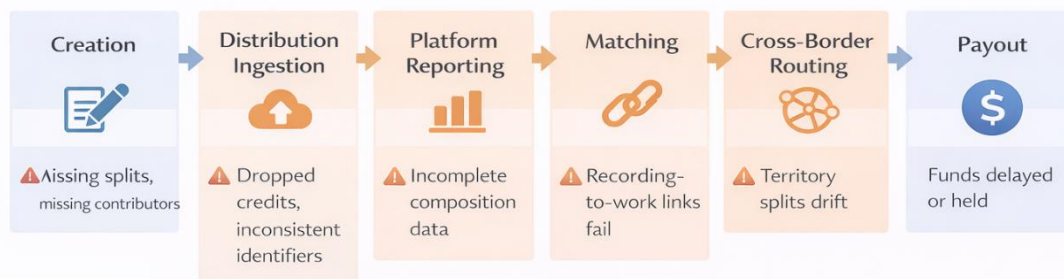 Creation
Missing splits,
missing contributors
Distribution
Ingestion
Dropped
credits,
inconsistent
identifiers
Platform
Reporting
Incomplete
composition
data
Matching
Recording-
to-work links
fail
Cross-Border
Routing
Territory
splits drift
Payout
$
Funds delayed
or held